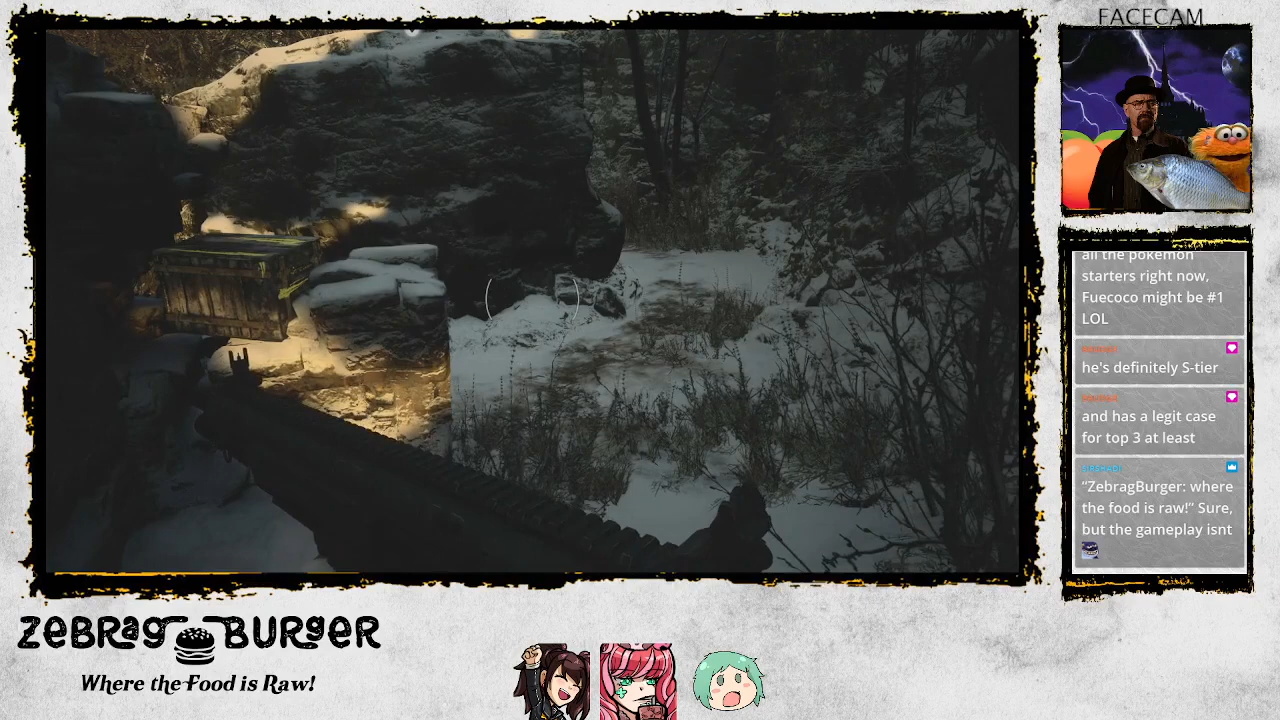 FACECAM
all the pokemon
starters right now,
Fuecoco might be #1
LOL
he's definitely S-tier
and has a legit case
for top 3 at least
“ZebragBurger: where
the food is raw!” Sure,
but the gameplay isnt
ZeBRag BURgeR
Where the Food is Raw!